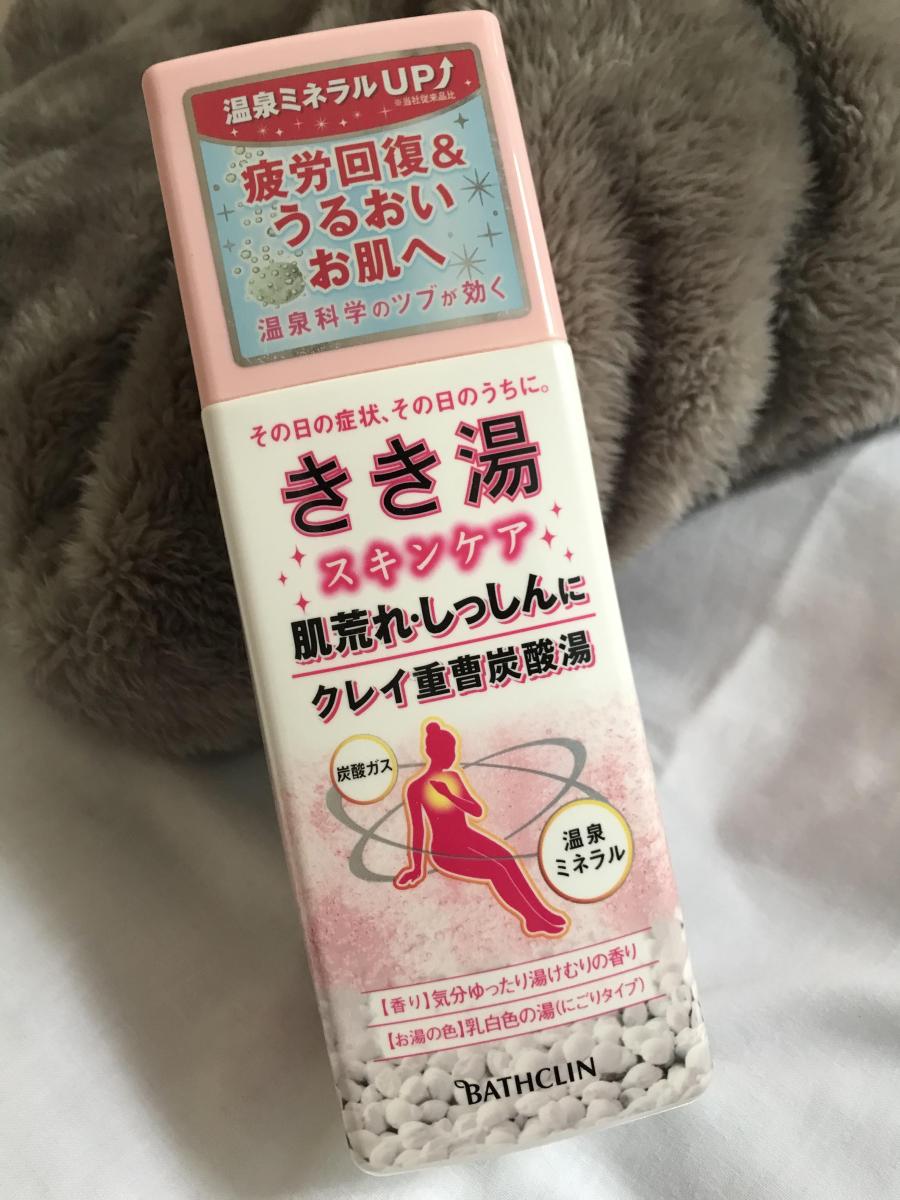 温泉ミネラルUP
※当社従来品比
疲労回復&
うるおい
お肌へ
温泉科学のツブが効く
その日の症状、その日のうちに。
きき湯
スキンケア
肌荒れ・しっしんに
クレイ重曹炭酸湯
炭酸ガス
温泉
ミネラル
【香り】気分ゆったり湯けむりの香り
【お湯の色】乳白色の湯(にごりタイプ)
BATHCLIN